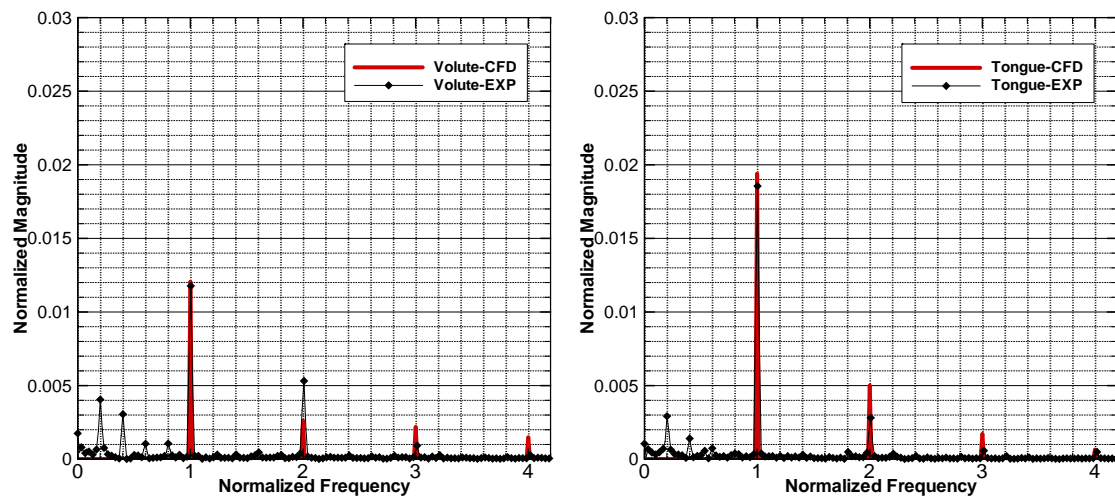 0.03
0.025
0.02
0.015
0.01
0.005
0
Normalized Magnitude
Volute-CFD
Volute-EXP
0 1 2 3 4
Normalized Frequency
0.03
0.025
0.02
0.015
0.01
0.005
0
Normalized Magnitude
Tongue-CFD
Tongue-EXP
0 1 2 3 4
Normalized Frequency